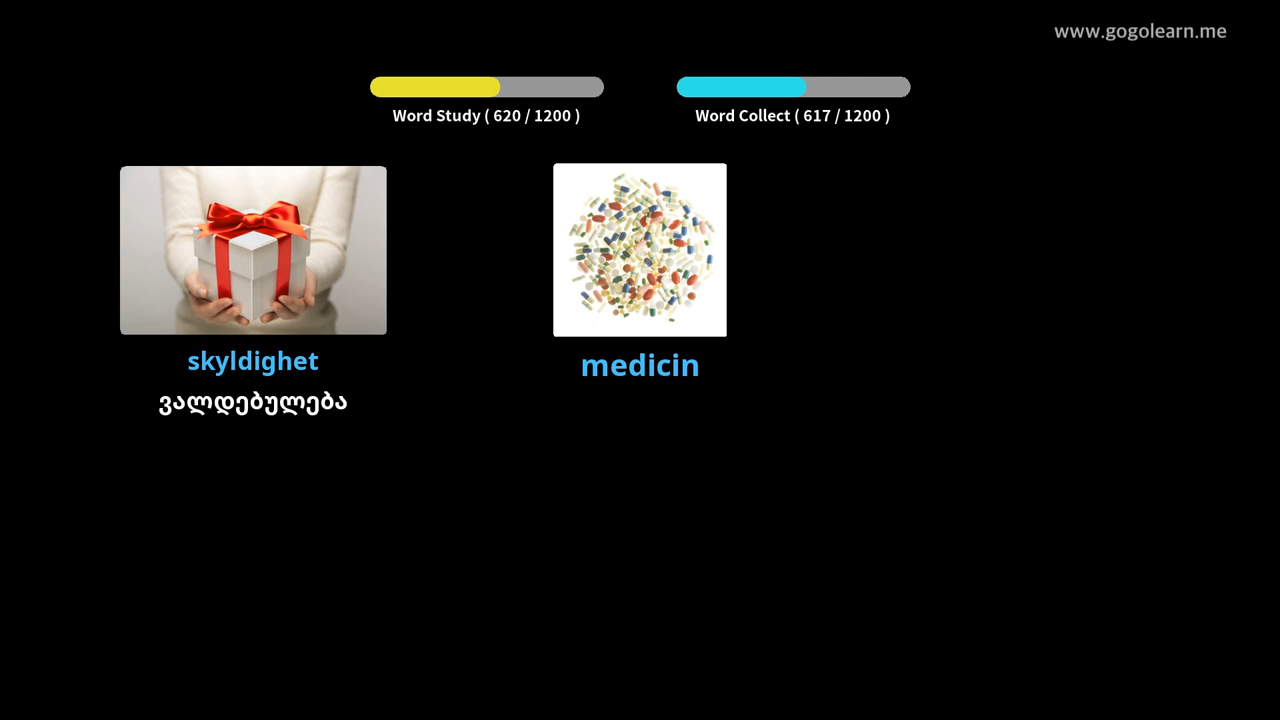 www.gogolearn.me
Word Study ( 620 / 1200 )
Word Collect ( 617 / 1200 )
skyldighet
ვალდებულება
medicin